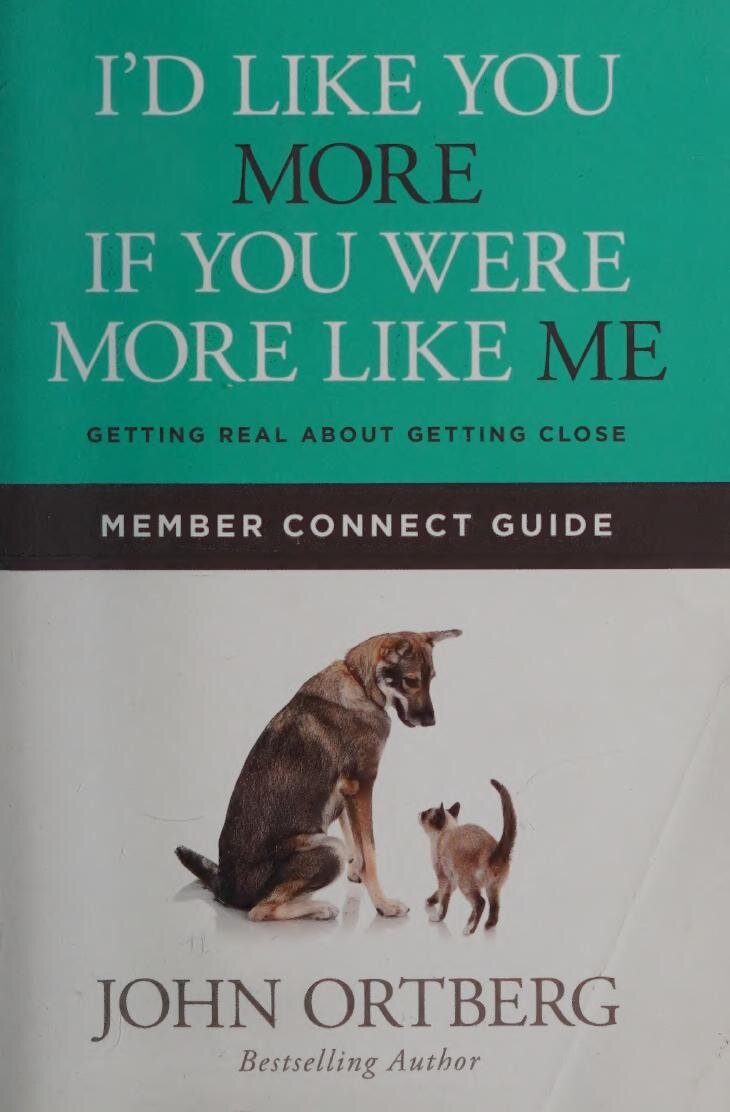 I'D LIKE YOU
MORE
IF YOU WERE
MORE LIKE ME
GETTING REAL ABOUT GETTING CLOSE
MEMBER CONNECT GUIDE
JOHN ORTBERG
Bestselling Author